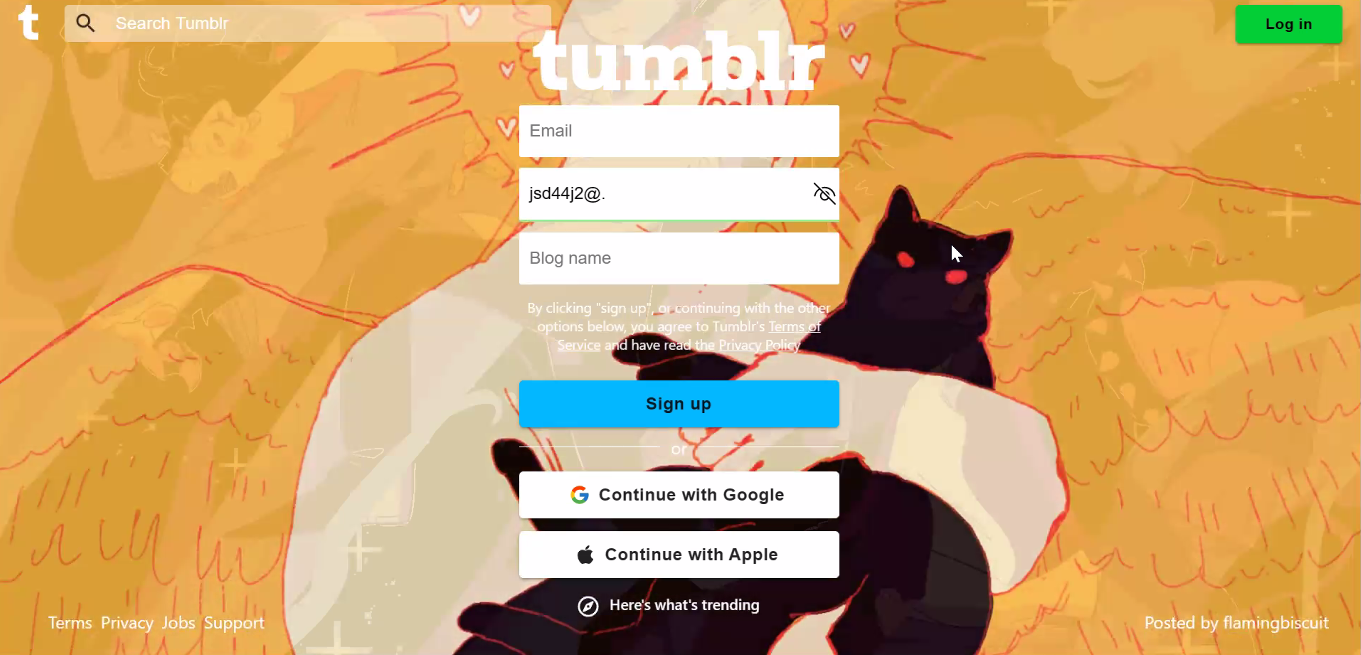 t
Search Tumblr
Log in
tumblr
Email
jsd44j2@.
Blog name
By clicking "sign up", or continuing with the other
options below, you agree to Tumblr's Terms of
Service and have read the Privacy Policy
Sign up
or
Continue with Google
Continue with Apple
Here's what's trending
Terms Privacy Jobs Support
Posted by flamingbiscuit